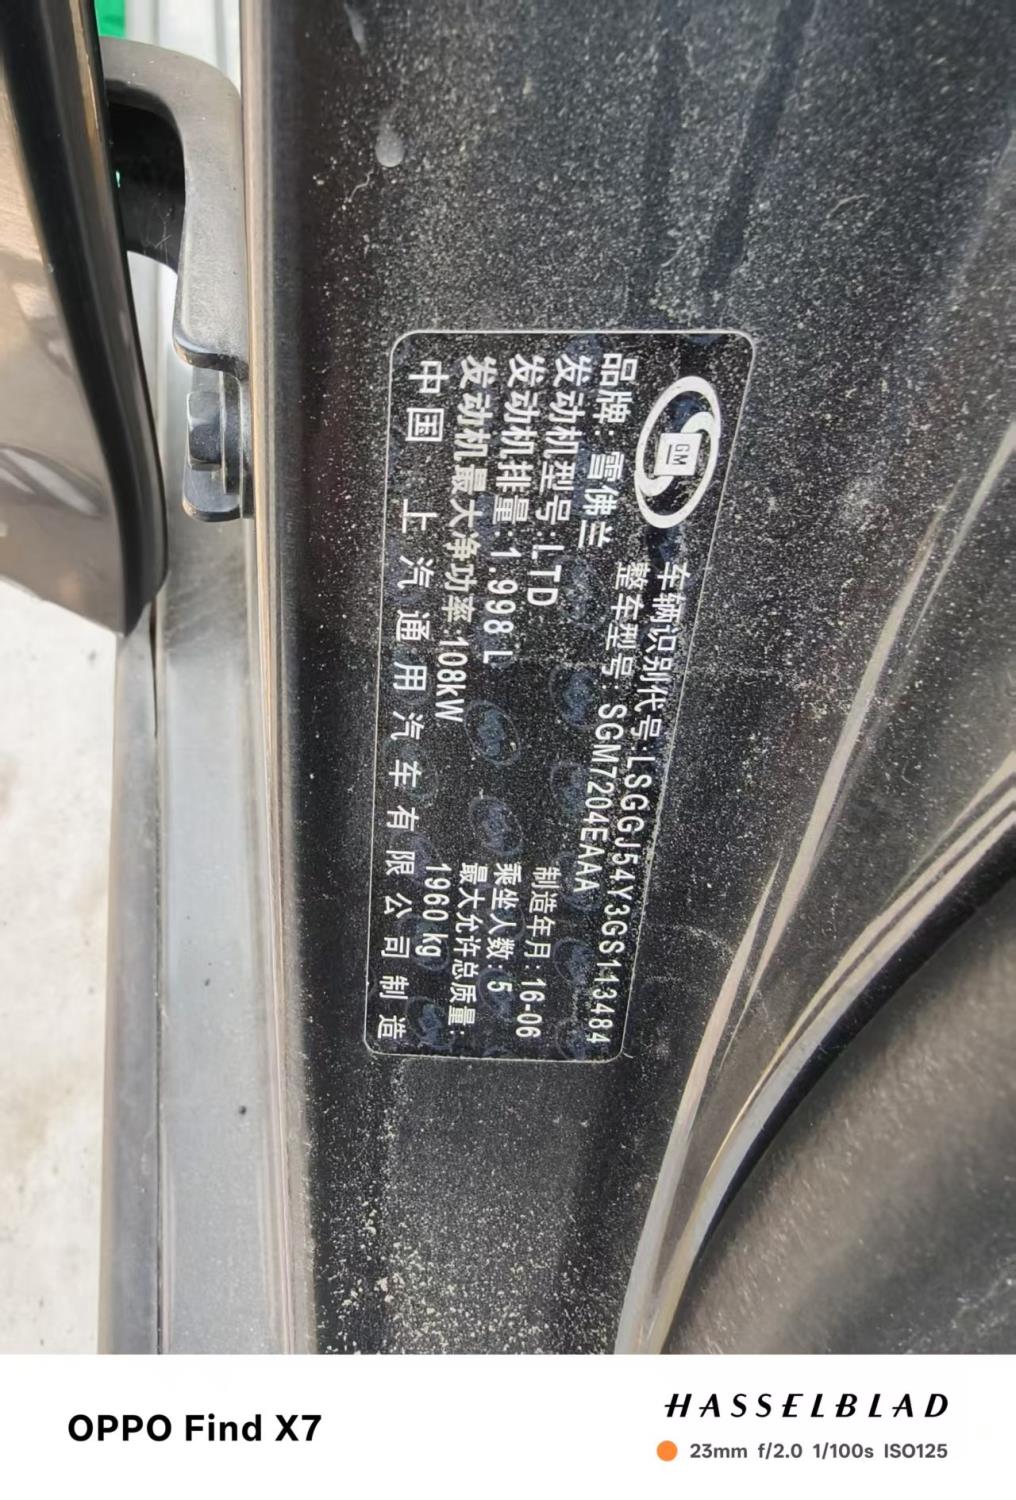 GM
车辆识别代号:LSGGJ54Y3GS113484
整车型号:SGM7204EAAA
品牌:雪佛兰
发动机型号:LTD
制造年月:16-06
发动机排量:1.998 L
乘坐人数:5
发动机最大净功率 108kW
最大允许总质量:
1960 kg
中国 上汽通用汽车有限公司制造
OPPO Find X7
HASSELBLAD
23mm f/2.0 1/100s ISO125